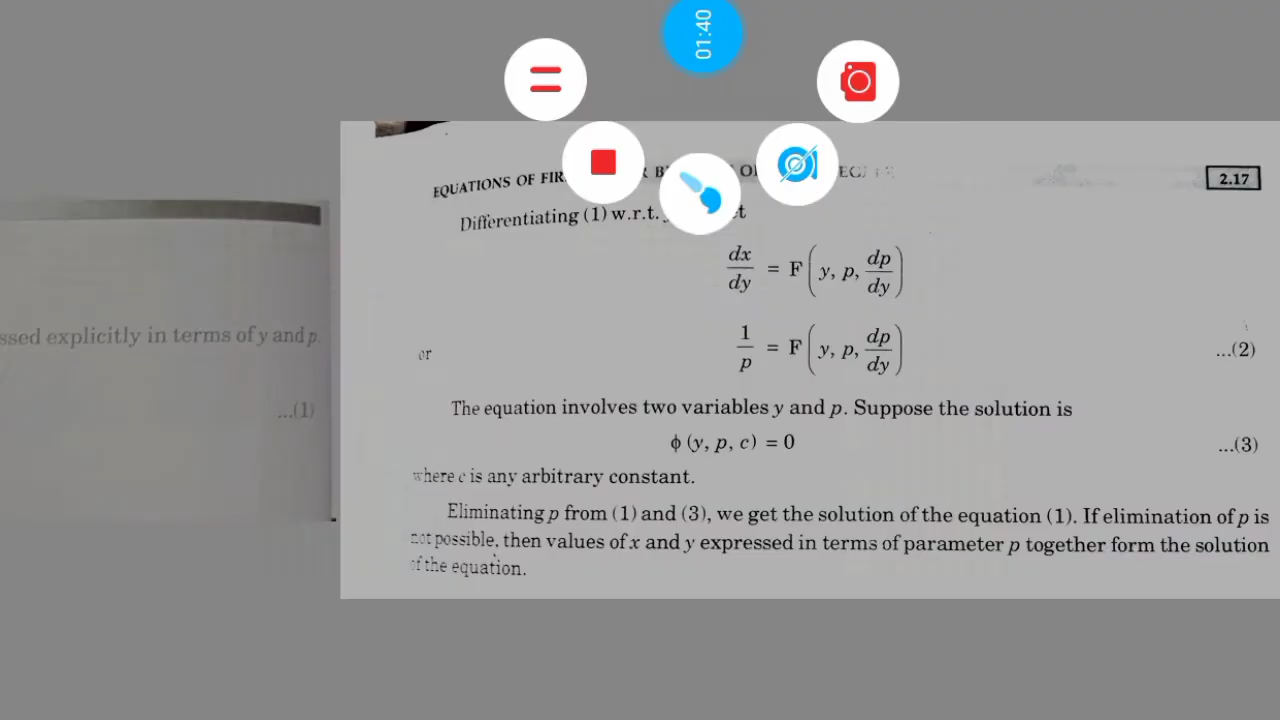 01:40
EQUATIONS OF
2.17
Differentiating (1) w.r.t.
dx/dy = F(y, p, dp/dy)
or 1/p = F(y, p, dp/dy) ...(2)
ssed explicitly in terms of y and p.
The equation involves two variables y and p. Suppose the solution is
...(1)
ϕ (y, p, c) = 0 ...(3)
where c is any arbitrary constant.
Eliminating p from (1) and (3), we get the solution of the equation (1). If elimination of p is
not possible, then values of x and y expressed in terms of parameter p together form the solution
of the equation.